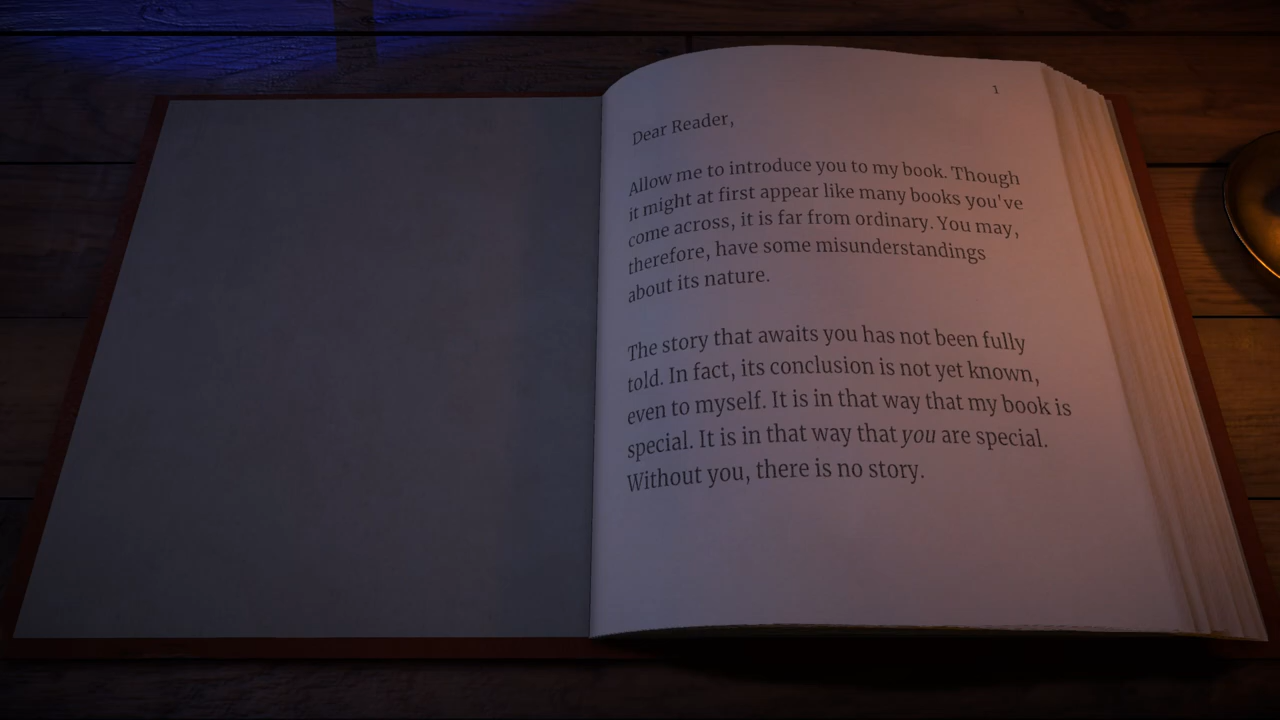 1
Dear Reader,
Allow me to introduce you to my book. Though
it might at first appear like many books you've
come across, it is far from ordinary. You may,
therefore, have some misunderstandings
about its nature.
The story that awaits you has not been fully
told. In fact, its conclusion is not yet known,
even to myself. It is in that way that my book is
special. It is in that way that you are special.
Without you, there is no story.